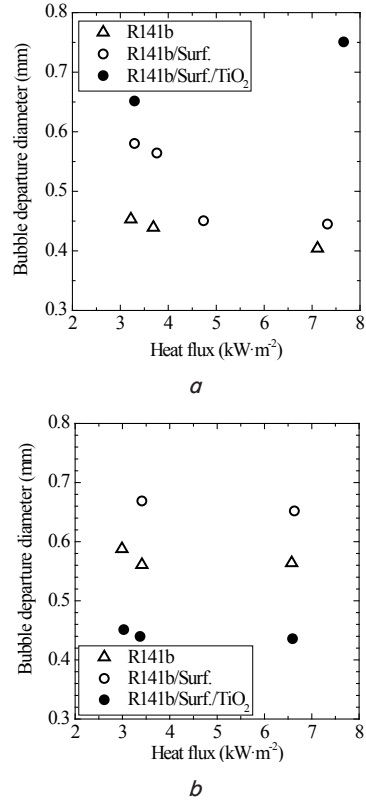 0.8
△ R141b
○ R141b/Surf.
● R141b/Surf./TiO₂
0.7
0.6
0.5
0.4
0.3
Bubble departure diameter (mm)
2 3 4 5 6 7 8
Heat flux (kW·m⁻²)
a
0.8
0.7
0.6
0.5
0.4
0.3
Bubble departure diameter (mm)
△ R141b
○ R141b/Surf.
● R141b/Surf./TiO₂
2 3 4 5 6 7 8
Heat flux (kW·m⁻²)
b